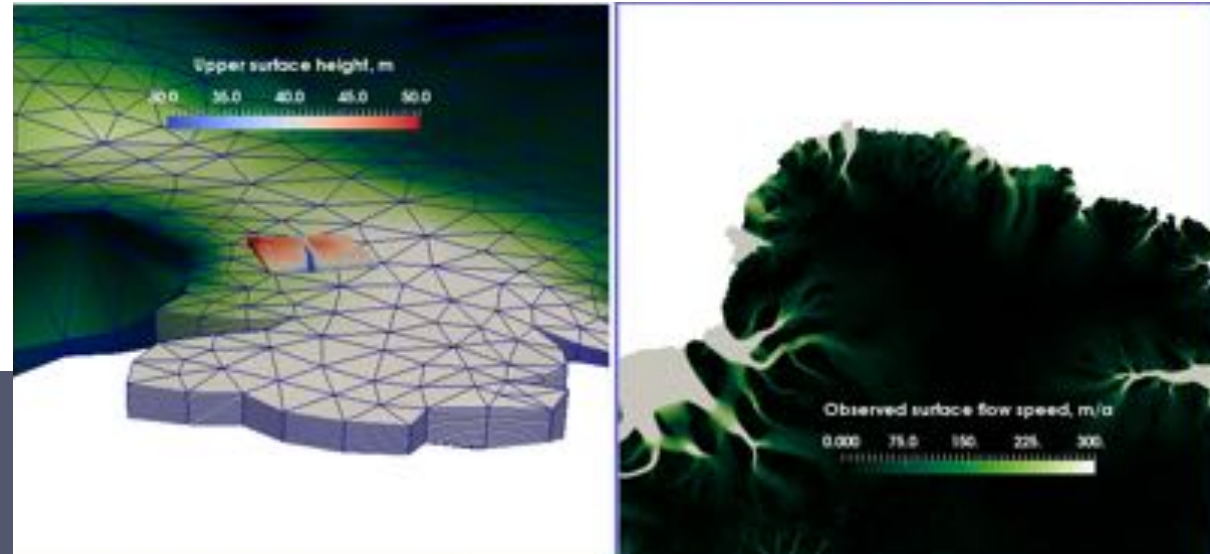 Upper surface height, m
30.0 35.0 40.0 45.0 50.0
Observed surface flow speed, m/a
0.000 75.0 150. 225. 300.